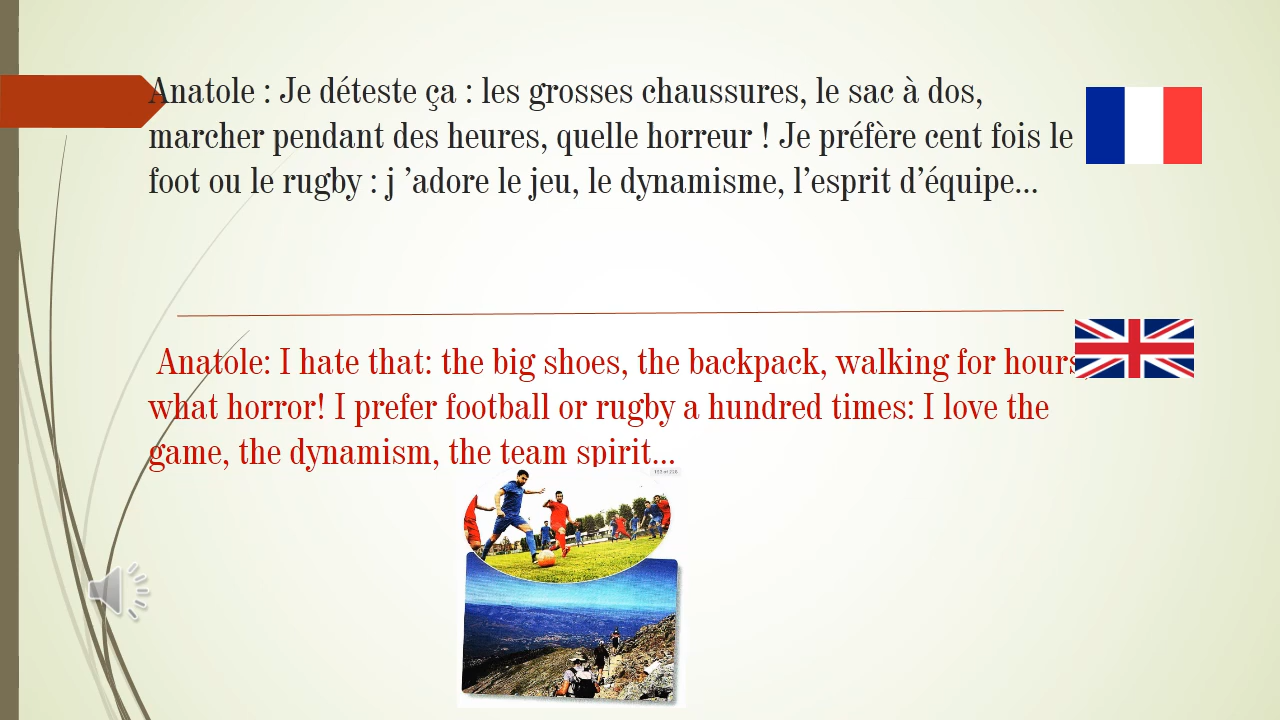 Anatole : Je déteste ça : les grosses chaussures, le sac à dos,
marcher pendant des heures, quelle horreur ! Je préfère cent fois le
foot ou le rugby : j ’adore le jeu, le dynamisme, l’esprit d’équipe...
Anatole: I hate that: the big shoes, the backpack, walking for hours,
what horror! I prefer football or rugby a hundred times: I love the
game, the dynamism, the team spirit...